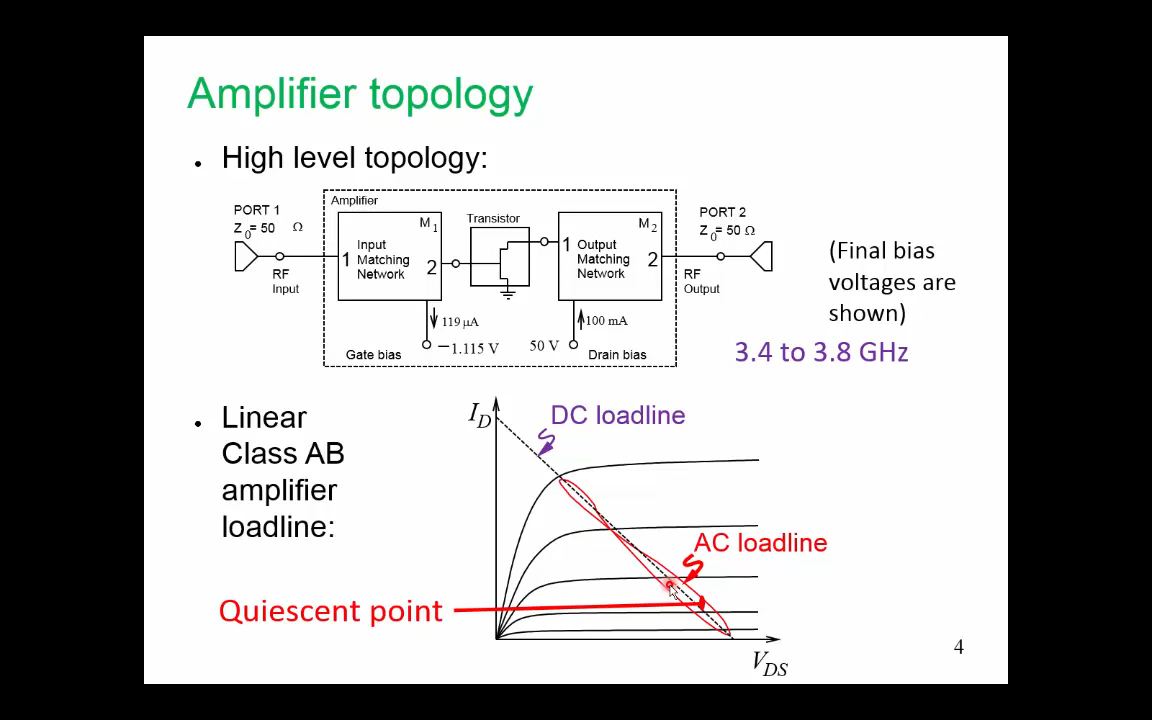 Amplifier topology
• High level topology:
Amplifier
PORT 1
Z0= 50 Ω
RF
Input
1
Input
Matching
Network
M1
2
Transistor
1
Output
Matching
Network
M2
2
PORT 2
Z0= 50 Ω
RF
Output
119 μA
−1.115 V
Gate bias
100 mA
50 V
Drain bias
(Final bias
voltages are
shown)
3.4 to 3.8 GHz
• Linear
Class AB
amplifier
loadline:
ID
DC loadline
AC loadline
Quiescent point
VDS
4